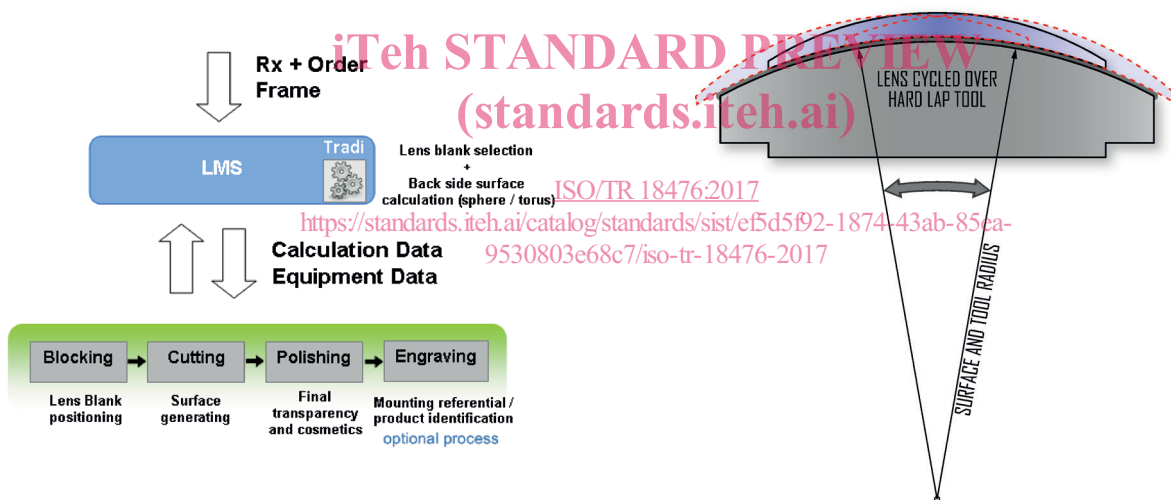 iTeh STANDARD PREVIEW
(standards.iteh.ai)
ISO/TR 18476:2017
https://standards.iteh.ai/catalog/standards/sist/ef5d5f92-1874-43ab-85ea-
9530803e68c7/iso-tr-18476-2017
Rx + Order
Frame
LMS
Tradi
Lens blank selection
+
Back side surface
calculation (sphere / torus)
Calculation Data
Equipment Data
Blocking
Cutting
Polishing
Engraving
Lens Blank
positioning
Surface
generating
Final
transparency
and cosmetics
Mounting referential /
product identification
optional process
LENS CYCLED OVER
HARD LAP TOOL
SURFACE AND TOOL RADIUS